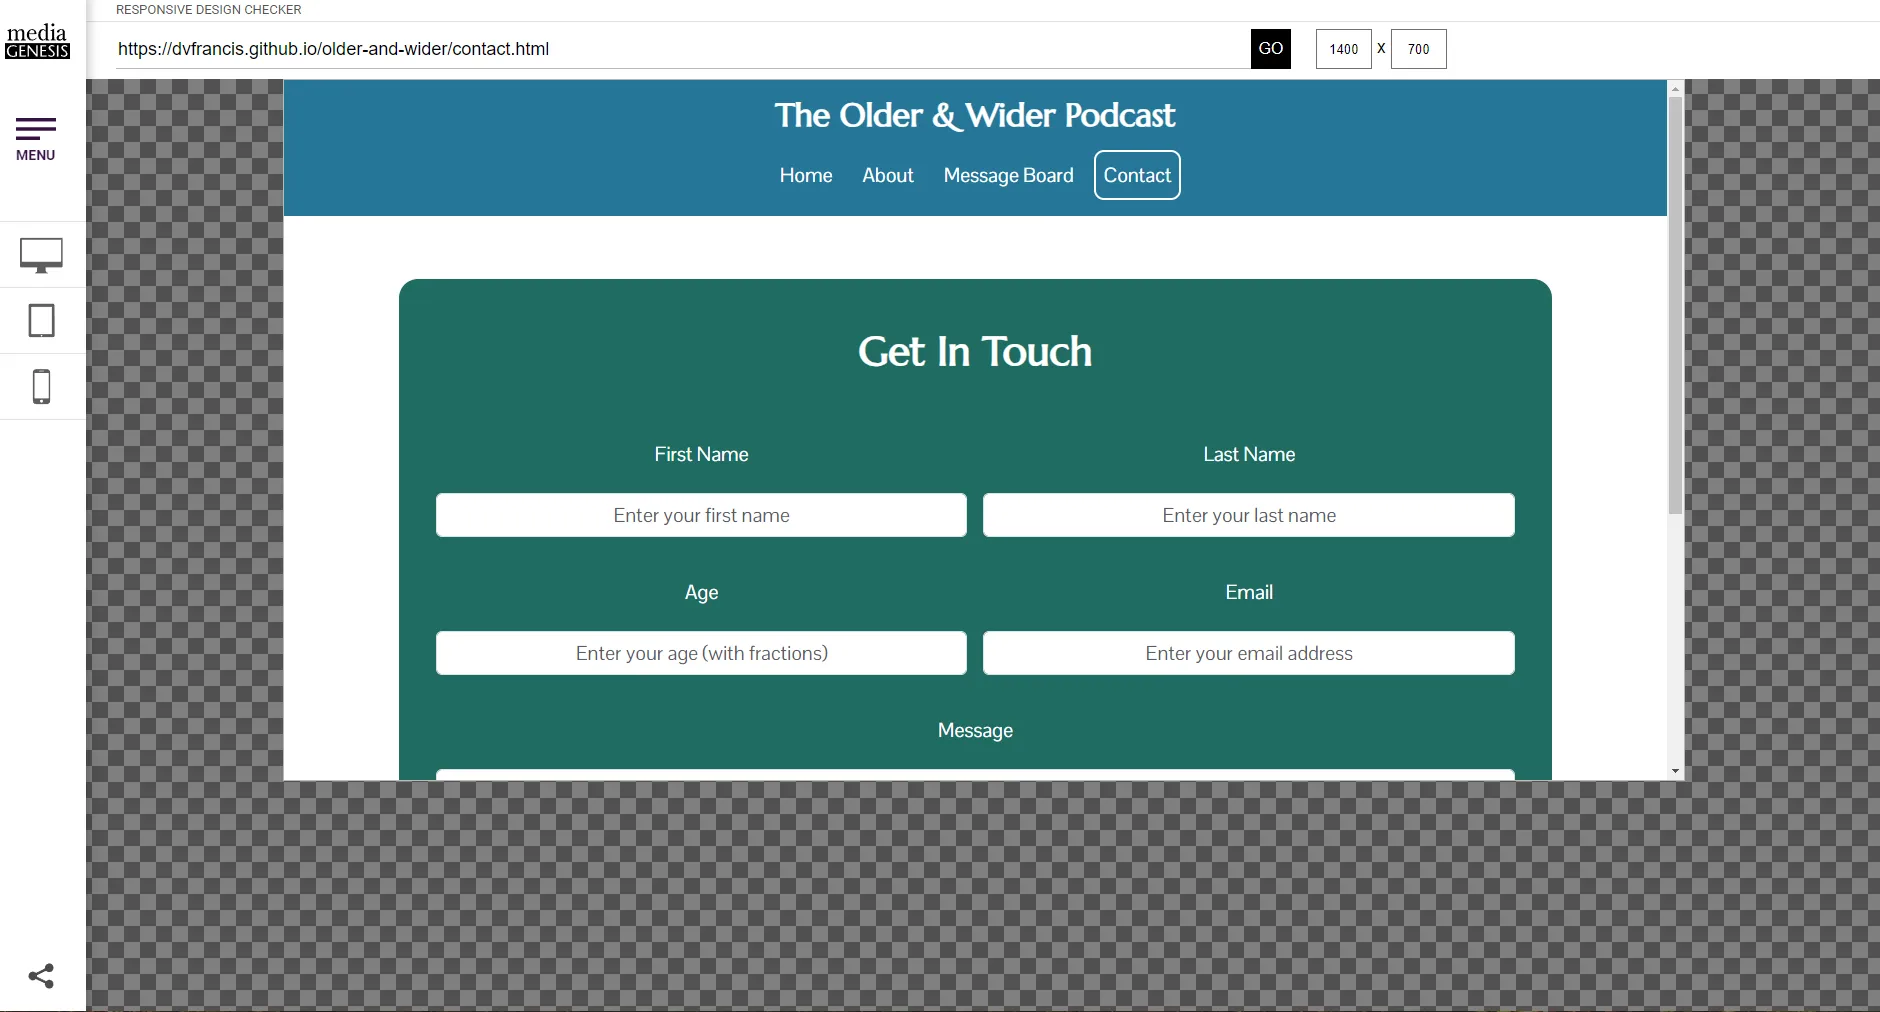 RESPONSIVE DESIGN CHECKER
media
GENESIS
https://dvfrancis.github.io/older-and-wider/contact.html
GO
1400 X 700
MENU
The Older & Wider Podcast
Home About Message Board Contact
Get In Touch
First Name Last Name
Enter your first name Enter your last name
Age Email
Enter your age (with fractions) Enter your email address
Message